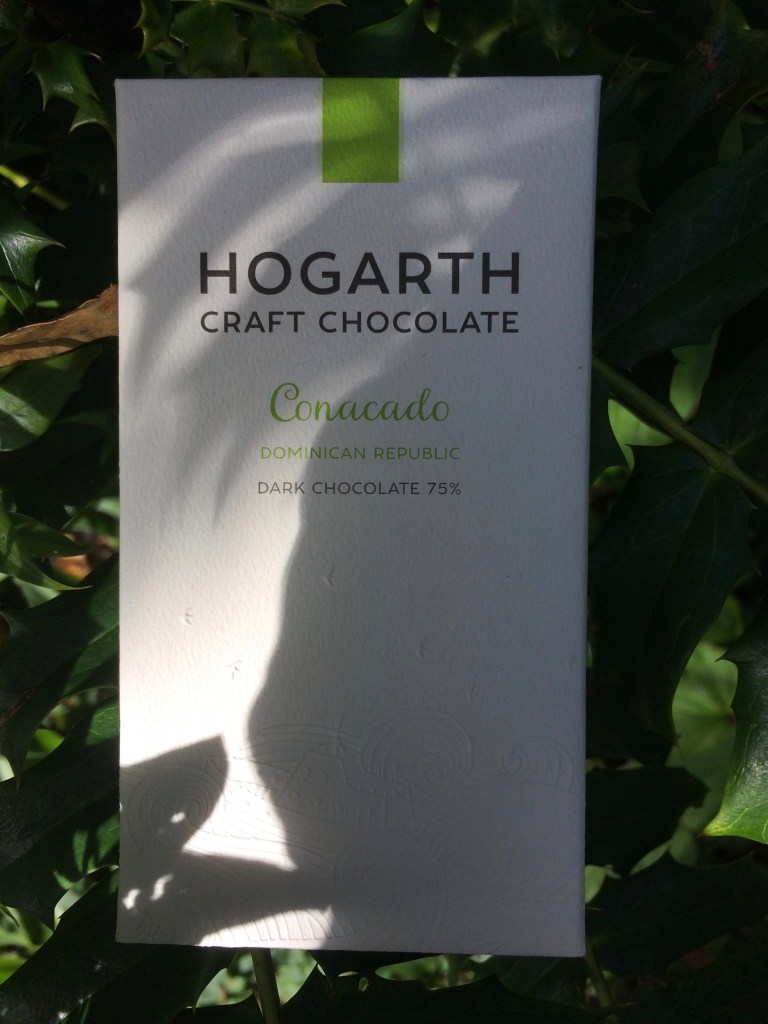 HOGARTH
CRAFT CHOCOLATE
Conacado
DOMINICAN REPUBLIC
DARK CHOCOLATE 75%